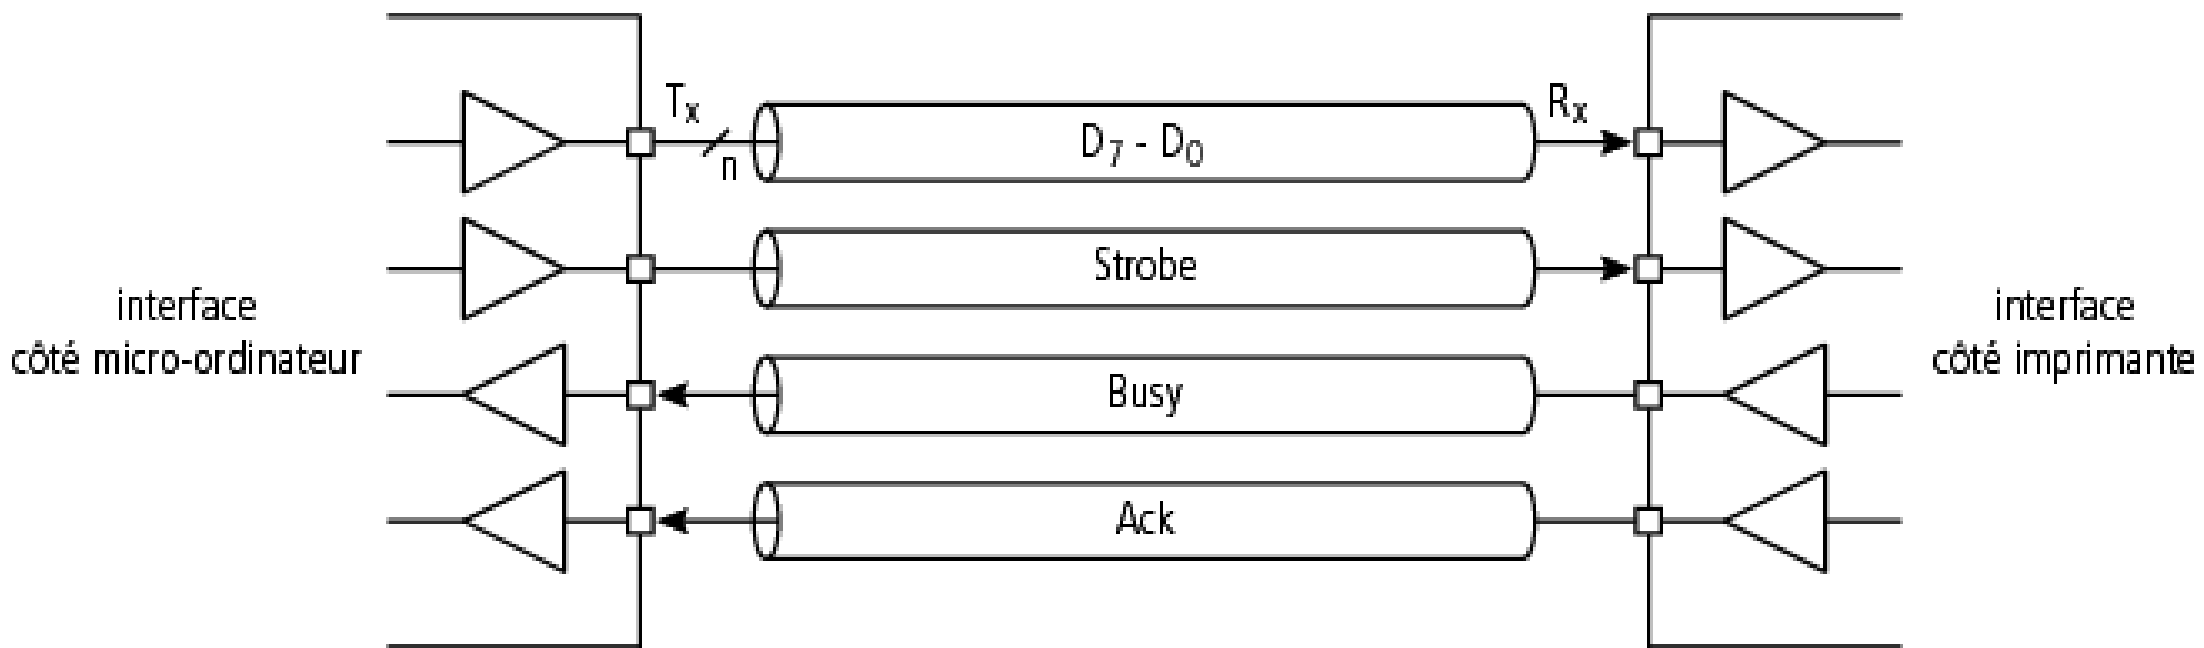 Tx
n
D7 - D0
Rx
Strobe
interface
côté micro-ordinateur
Busy
interface
côté imprimante
Ack